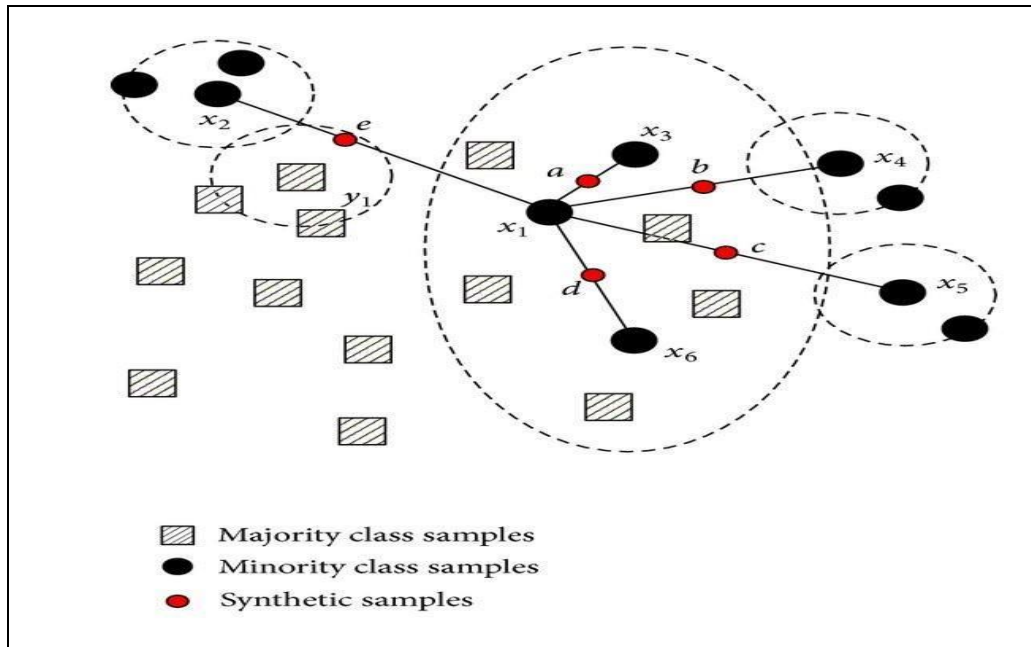 e
x2
x3
a
b
x4
y1
x1
c
d
x5
x6
Majority class samples
Minority class samples
Synthetic samples